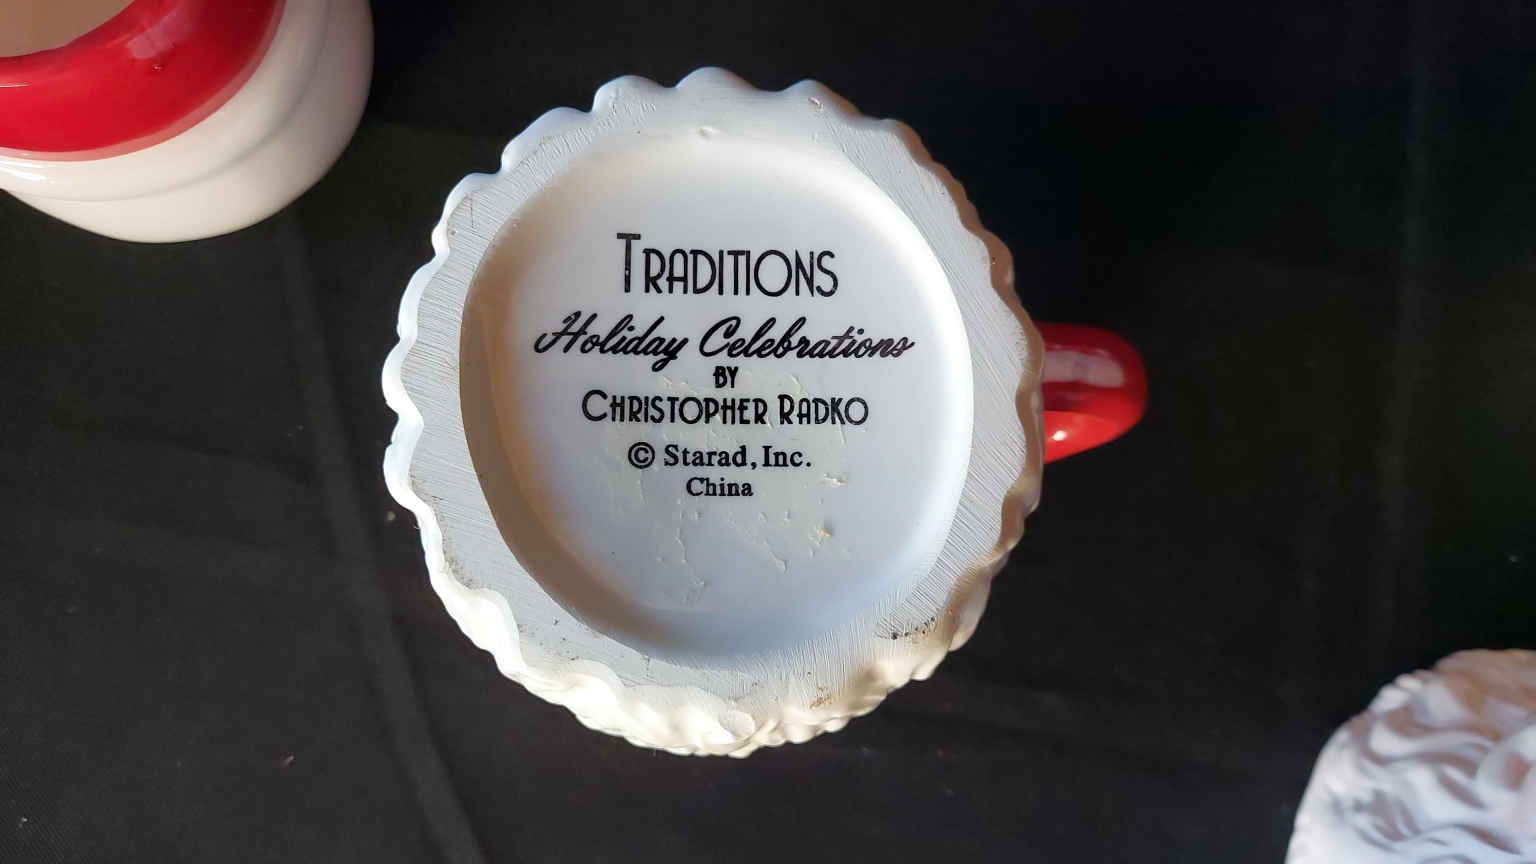 TRADITIONS
Holiday Celebrations
BY
CHRISTOPHER RADKO
© Starad, Inc.
China